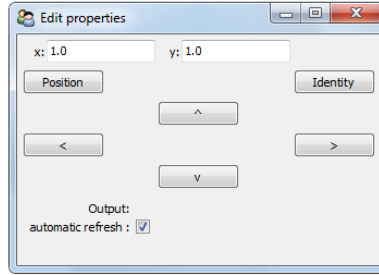 Edit properties
x: 1.0 y: 1.0
Position Identity
^
< >
v
Output:
automatic refresh :